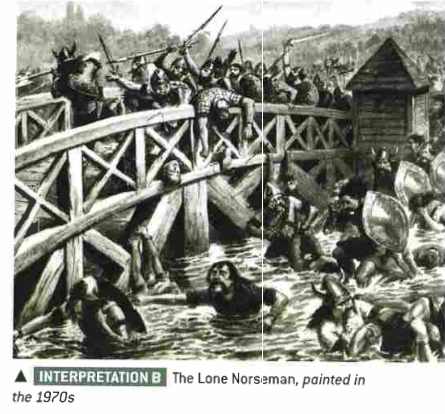 ▲ INTERPRETATION B The Lone Norseman, painted in
the 1970s